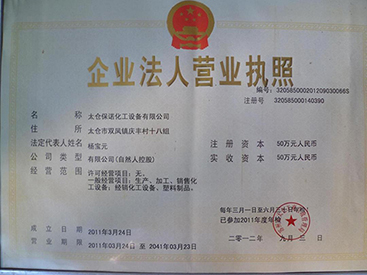 企业法人营业执照
编号:3205850002012090300665
注册号 320585000140390
名称 太仓保诺化工设备有限公司
住所 太仓市双凤镇庆丰村十八组
法定代表人姓名 杨宝元
注册资本 50万元人民币
公司类型 有限公司(自然人控股)
实收资本 50万元人民币
经营范围 许可经营项目:无。
一般经营项目:生产、加工、销售化
工设备;经销化工设备、塑料制品。
每年三月一日至六月三十日年检
已参加2011年度年检
成立日期 2011年3月24日
营业期限 2011年03月24日 至 2041年03月23日
二〇一二年 九月 三 日